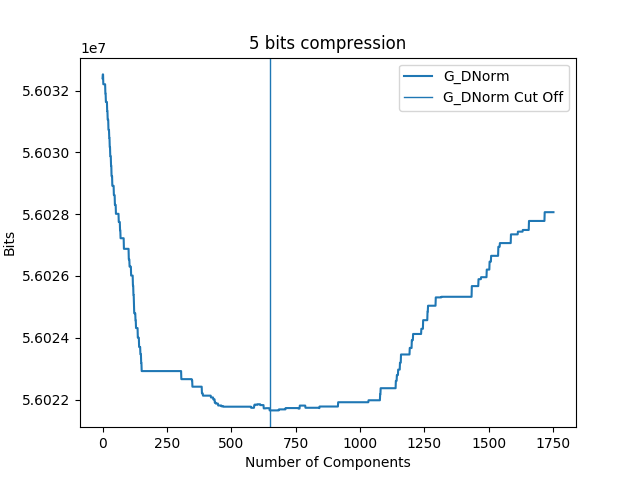 5 bits compression
1e7
G_DNorm
G_DNorm Cut Off
5.6032
5.6030
5.6028
5.6026
5.6024
5.6022
Bits
0 250 500 750 1000 1250 1500 1750
Number of Components